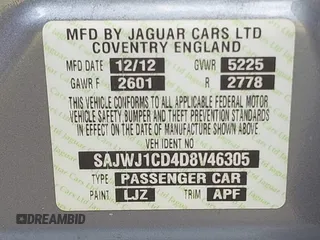 MFD BY JAGUAR CARS LTD
COVENTRY ENGLAND
MFD DATE 12/12 GVWR 5225
GAWR F 2601 R 2778
THIS VEHICLE CONFORMS TO ALL APPLICABLE FEDERAL MOTOR
VEHICLE SAFETY, BUMPER AND THEFT PREVENTION STANDARDS
IN EFFECT ON THE DATE OF MANUFACTURE SHOWN ABOVE
VEH IDENT NO
SAJWJ1CD4D8V46305
TYPE PASSENGER CAR
PAINT LJZ TRIM APF
DREAMBID